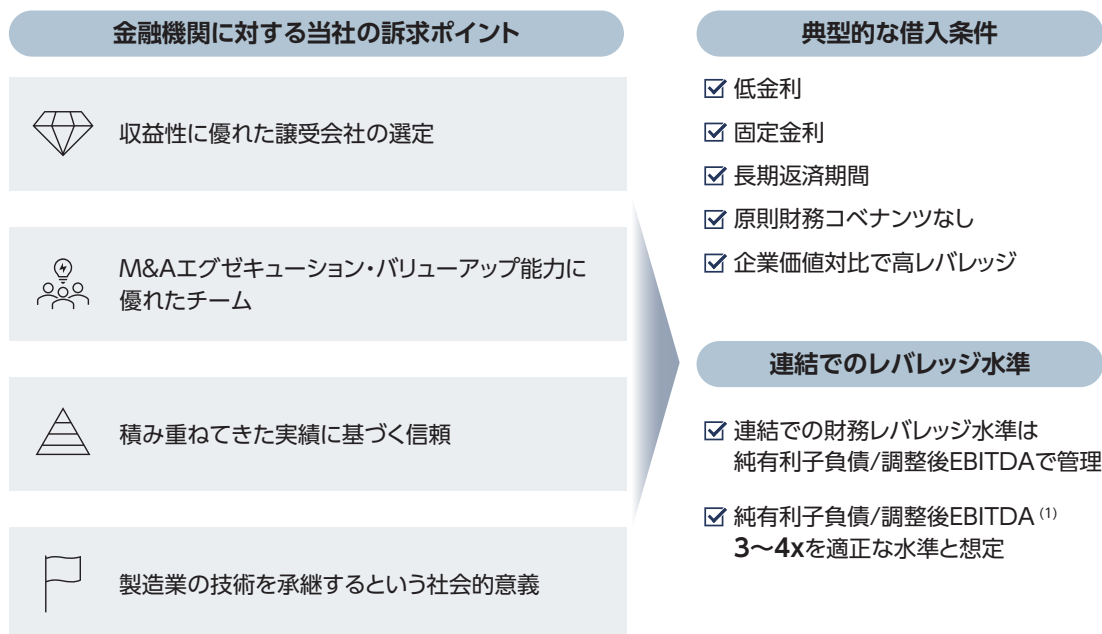 金融機関に対する当社の訴求ポイント
収益性に優れた譲受会社の選定
M&Aエグゼキューション・バリューアップ能力に
優れたチーム
積み重ねてきた実績に基づく信頼
製造業の技術を承継するという社会的意義
典型的な借入条件
低金利
固定金利
長期返済期間
原則財務コベナンツなし
企業価値対比で高レバレッジ
連結でのレバレッジ水準
連結での財務レバレッジ水準は
純有利子負債/調整後EBITDAで管理
純有利子負債/調整後EBITDA (1)
3〜4xを適正な水準と想定